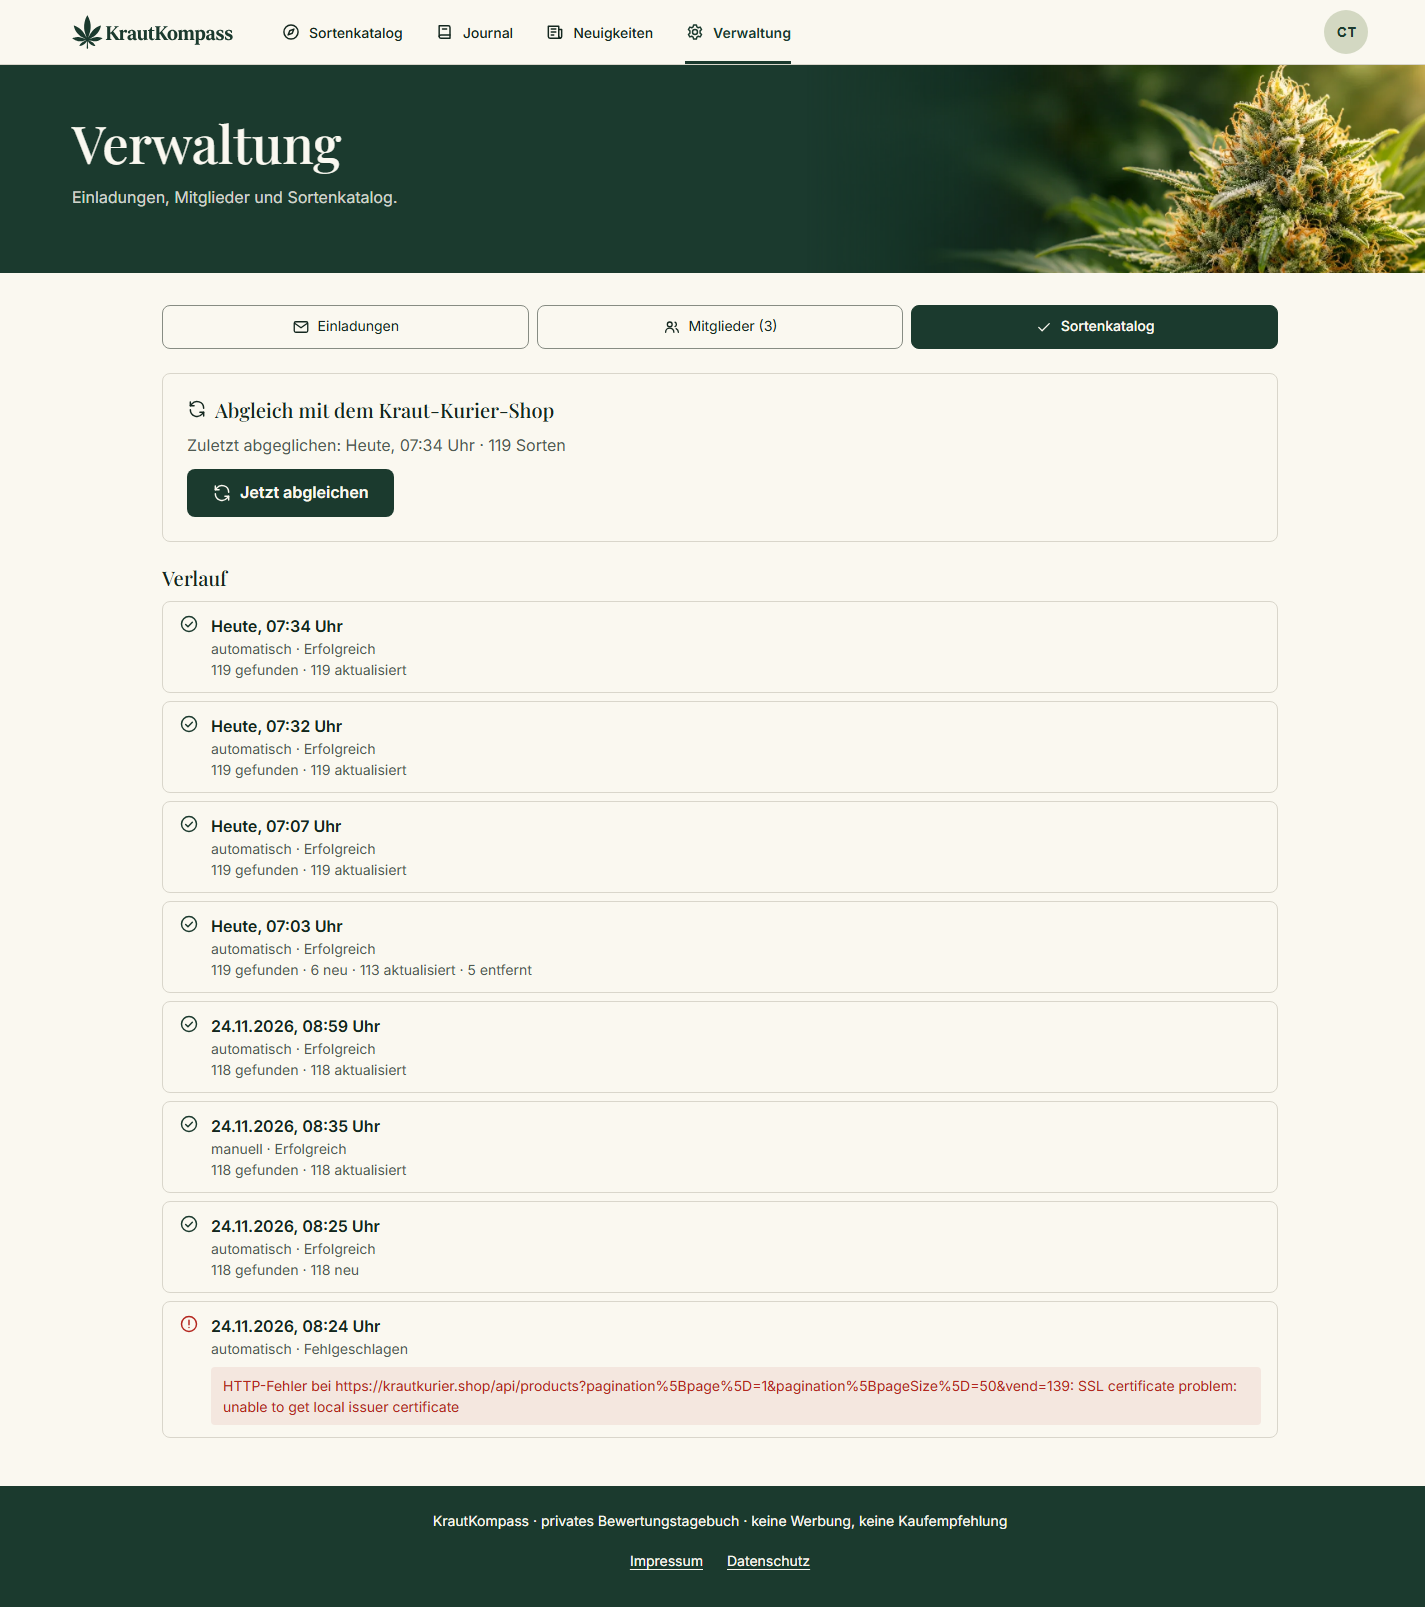 KrautKompass
Sortenkatalog
Journal
Neuigkeiten
Verwaltung
CT
Verwaltung
Einladungen, Mitglieder und Sortenkatalog.
Einladungen
Mitglieder (3)
Sortenkatalog
Abgleich mit dem Kraut-Kurier-Shop
Zuletzt abgeglichen: Heute, 07:34 Uhr · 119 Sorten
Jetzt abgleichen
Verlauf
Heute, 07:34 Uhr
automatisch · Erfolgreich
119 gefunden · 119 aktualisiert
Heute, 07:32 Uhr
automatisch · Erfolgreich
119 gefunden · 119 aktualisiert
Heute, 07:07 Uhr
automatisch · Erfolgreich
119 gefunden · 119 aktualisiert
Heute, 07:03 Uhr
automatisch · Erfolgreich
119 gefunden · 6 neu · 113 aktualisiert · 5 entfernt
24.11.2026, 08:59 Uhr
automatisch · Erfolgreich
118 gefunden · 118 aktualisiert
24.11.2026, 08:35 Uhr
manuell · Erfolgreich
118 gefunden · 118 aktualisiert
24.11.2026, 08:25 Uhr
automatisch · Erfolgreich
118 gefunden · 118 neu
24.11.2026, 08:24 Uhr
automatisch · Fehlgeschlagen
HTTP-Fehler bei https://krautkurier.shop/api/products?pagination%5Bpage%5D=1&pagination%5BpageSize%5D=50&vend=139: SSL certificate problem:
unable to get local issuer certificate
KrautKompass · privates Bewertungstagebuch · keine Werbung, keine Kaufempfehlung
Impressum
Datenschutz